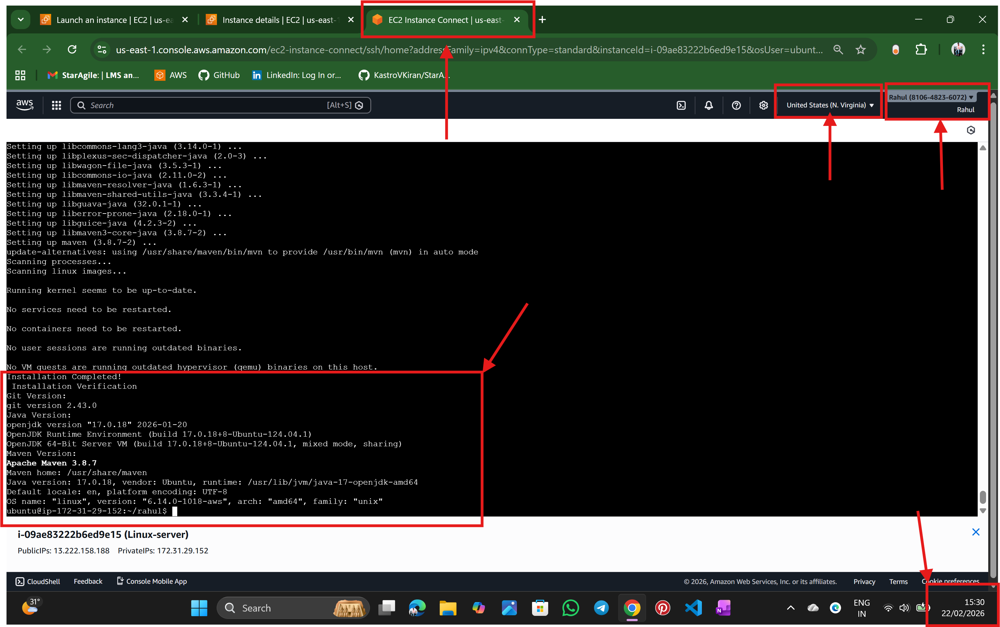 Launch an instance | EC2 | us-ea
Instance details | EC2 | us-east-1
EC2 Instance Connect | us-east-
us-east-1.console.aws.amazon.com/ec2-instance-connect/ssh/home?addressFamily=ipv4&connType=standard&instanceId=i-09ae83222b6ed9e15&osUser=ubunt...
StarAgile: | LMS an...
AWS
GitHub
LinkedIn: Log In or...
KastroVKiran/StarA...
aws
Search
[Alt+S]
United States (N. Virginia)
Rahul (8106-4823-6072)
Rahul
Setting up libcommons-lang3-java (3.14.0-1) ...
Setting up libplexus-sec-dispatcher-java (2.0-3) ...
Setting up libwagon-file-java (3.5.3-1) ...
Setting up libcommons-io-java (2.11.0-2) ...
Setting up libmaven-resolver-java (1.6.3-1) ...
Setting up libmaven-shared-utils-java (3.3.4-1) ...
Setting up libguava-java (32.0.1-1) ...
Setting up liberror-prone-java (2.18.0-1) ...
Setting up libguice-java (4.2.3-2) ...
Setting up libmaven3-core-java (3.8.7-2) ...
Setting up maven (3.8.7-2) ...
update-alternatives: using /usr/share/maven/bin/mvn to provide /usr/bin/mvn (mvn) in auto mode
Scanning processes...
Scanning linux images...
Running kernel seems to be up-to-date.
No services need to be restarted.
No containers need to be restarted.
No user sessions are running outdated binaries.
No VM guests are running outdated hypervisor (qemu) binaries on this host.
Installation Completed!
Installation Verification
Git Version:
git version 2.43.0
Java Version:
openjdk version "17.0.18" 2026-01-20
OpenJDK Runtime Environment (build 17.0.18+8-Ubuntu-124.04.1)
OpenJDK 64-Bit Server VM (build 17.0.18+8-Ubuntu-124.04.1, mixed mode, sharing)
Maven Version:
Apache Maven 3.8.7
Maven home: /usr/share/maven
Java version: 17.0.18, vendor: Ubuntu, runtime: /usr/lib/jvm/java-17-openjdk-amd64
Default locale: en, platform encoding: UTF-8
OS name: "linux", version: "6.14.0-1018-aws", arch: "amd64", family: "unix"
ubuntu@ip-172-31-29-152:~/rahul$
i-09ae83222b6ed9e15 (Linux-server)
PublicIPs: 13.222.158.188 PrivateIPs: 172.31.29.152
CloudShell
Feedback
Console Mobile App
© 2026, Amazon Web Services, Inc. or its affiliates.
Privacy
Terms
Cookie preferences
31°
Search
ENG
IN
15:30
22/02/2026